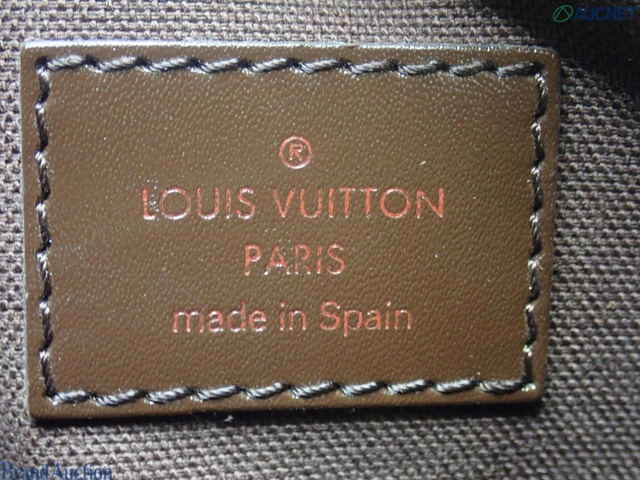 AUCNET
®
LOUIS VUITTON
PARIS
made in Spain
Brand Auction